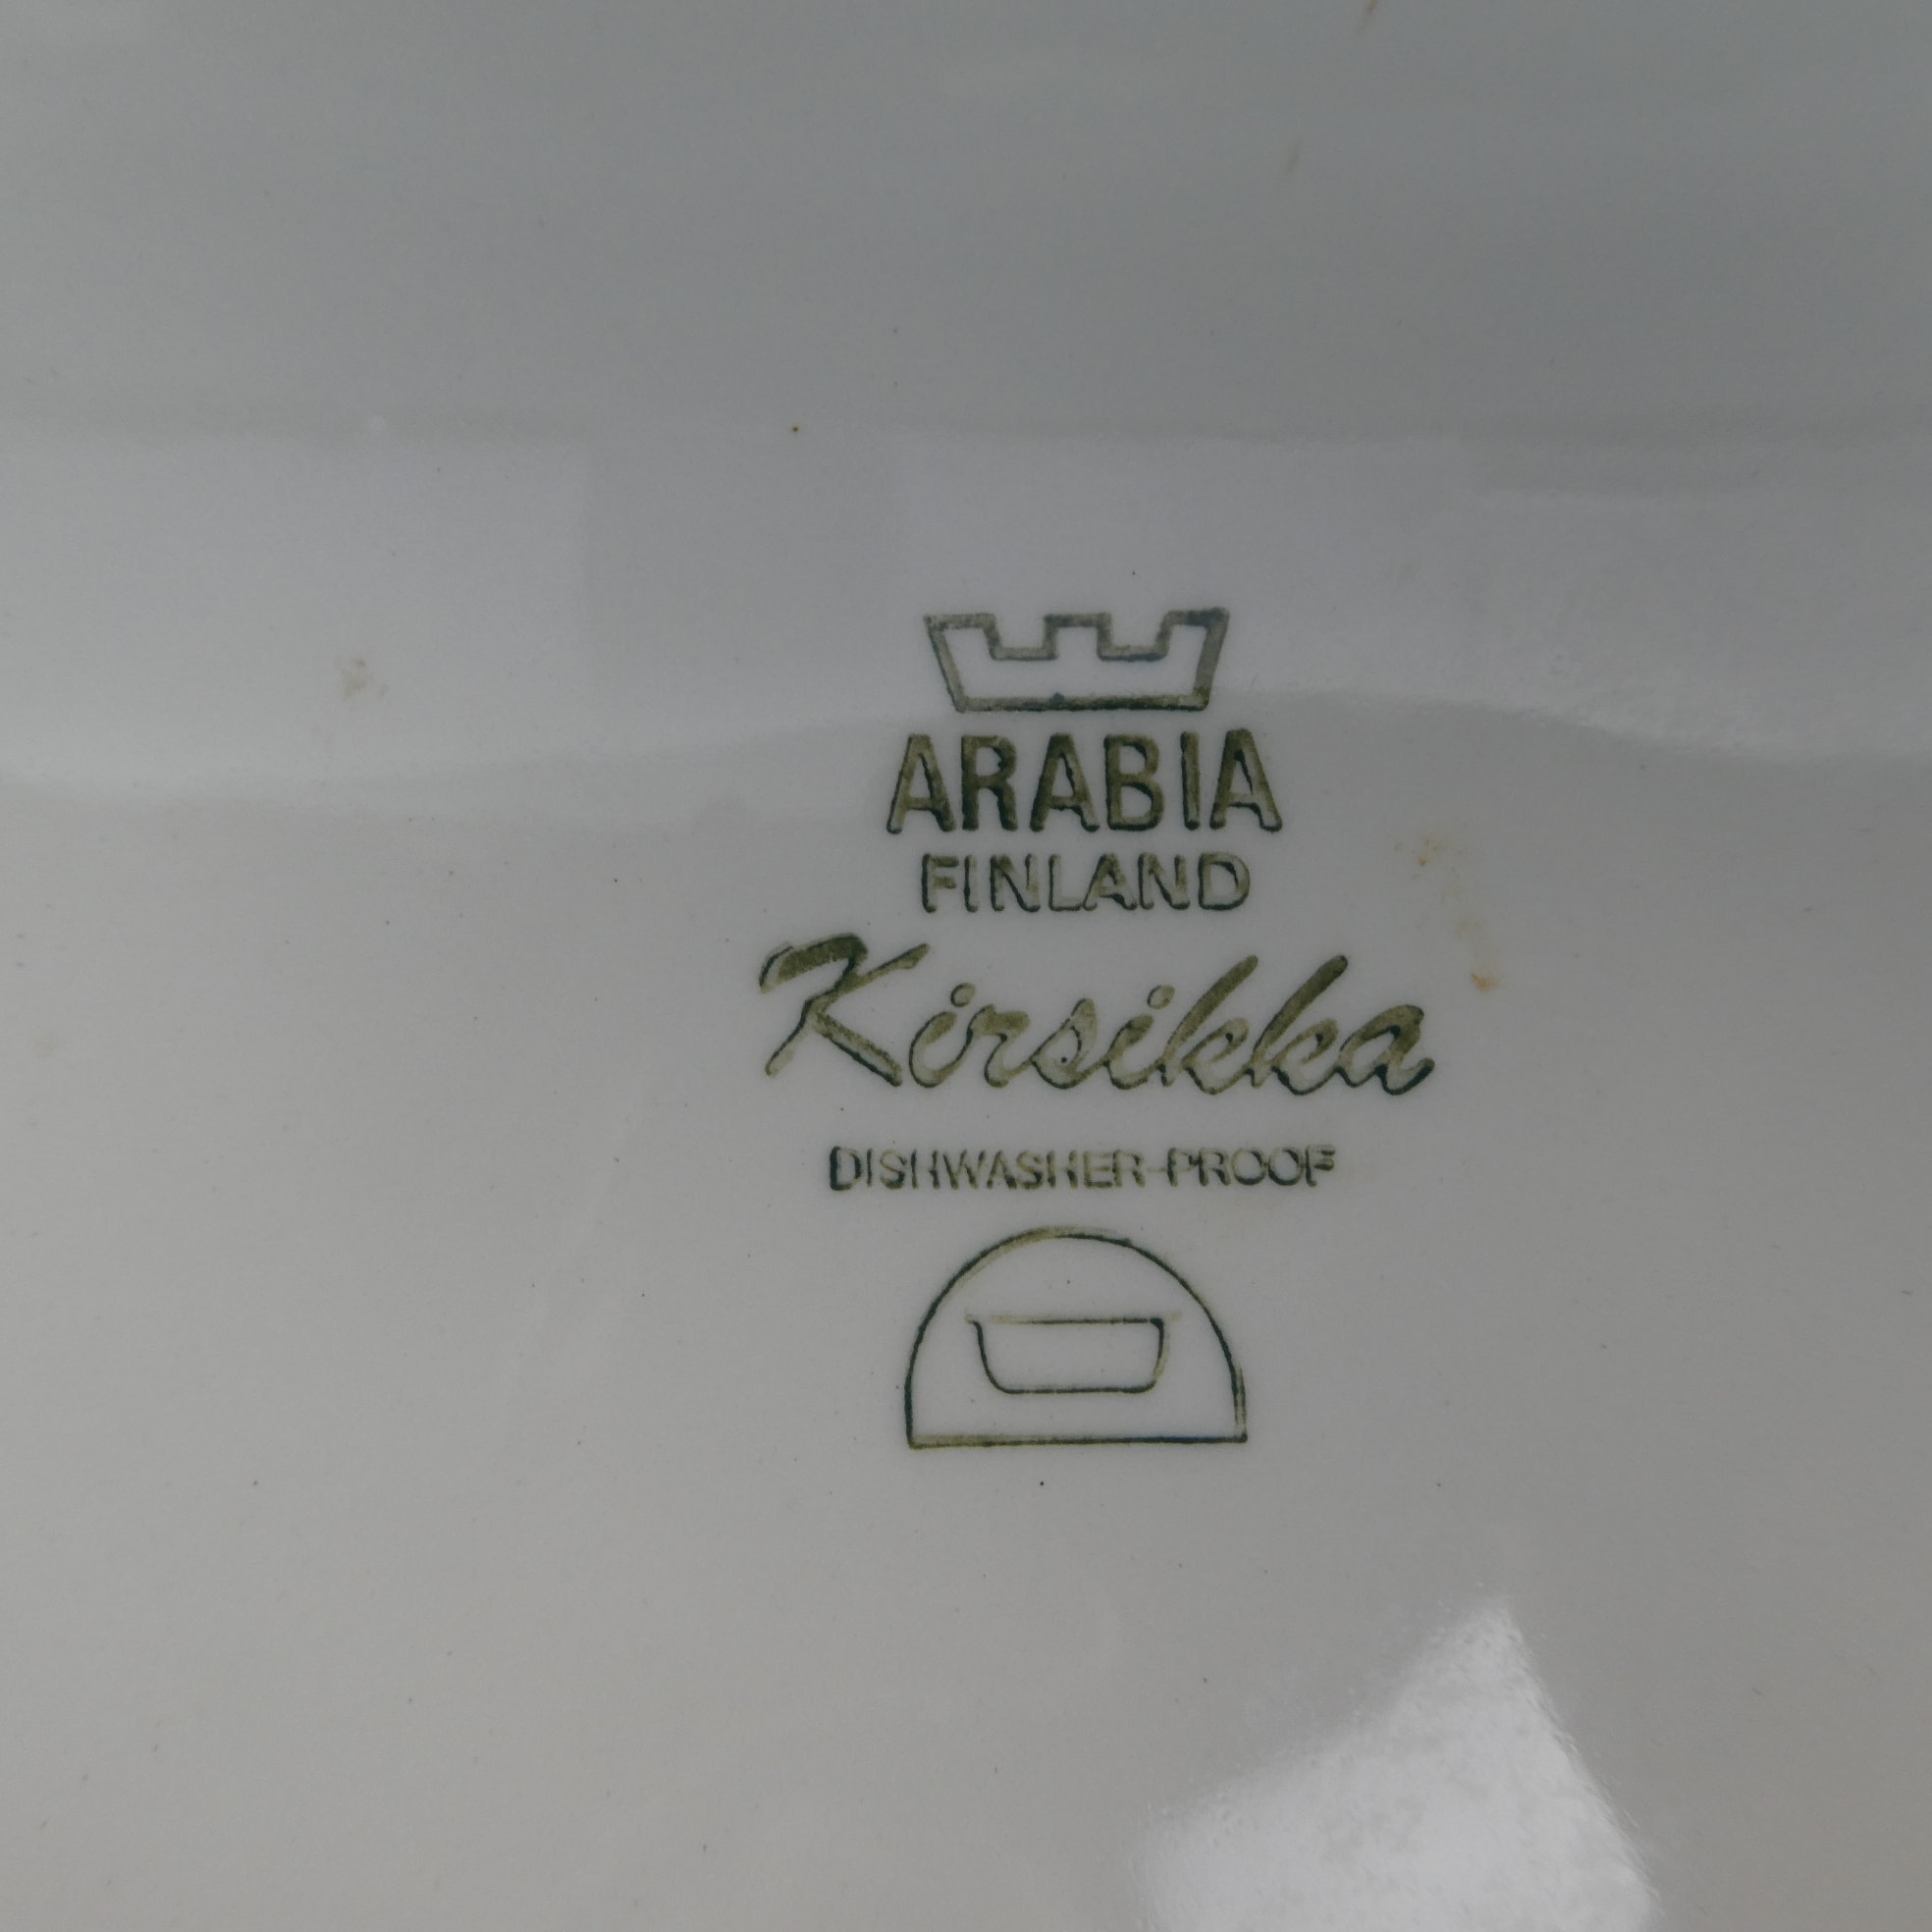 ARABIA
FINLAND
Kirsikka
DISHWASHER-PROOF